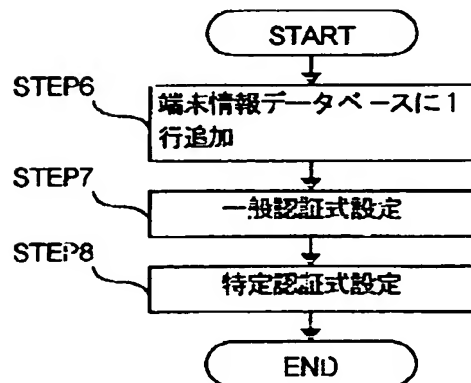 START
STEP6
端末情報データベースに1
行追加
STEP7
一般認証式設定
STEP8
特定認証式設定
END